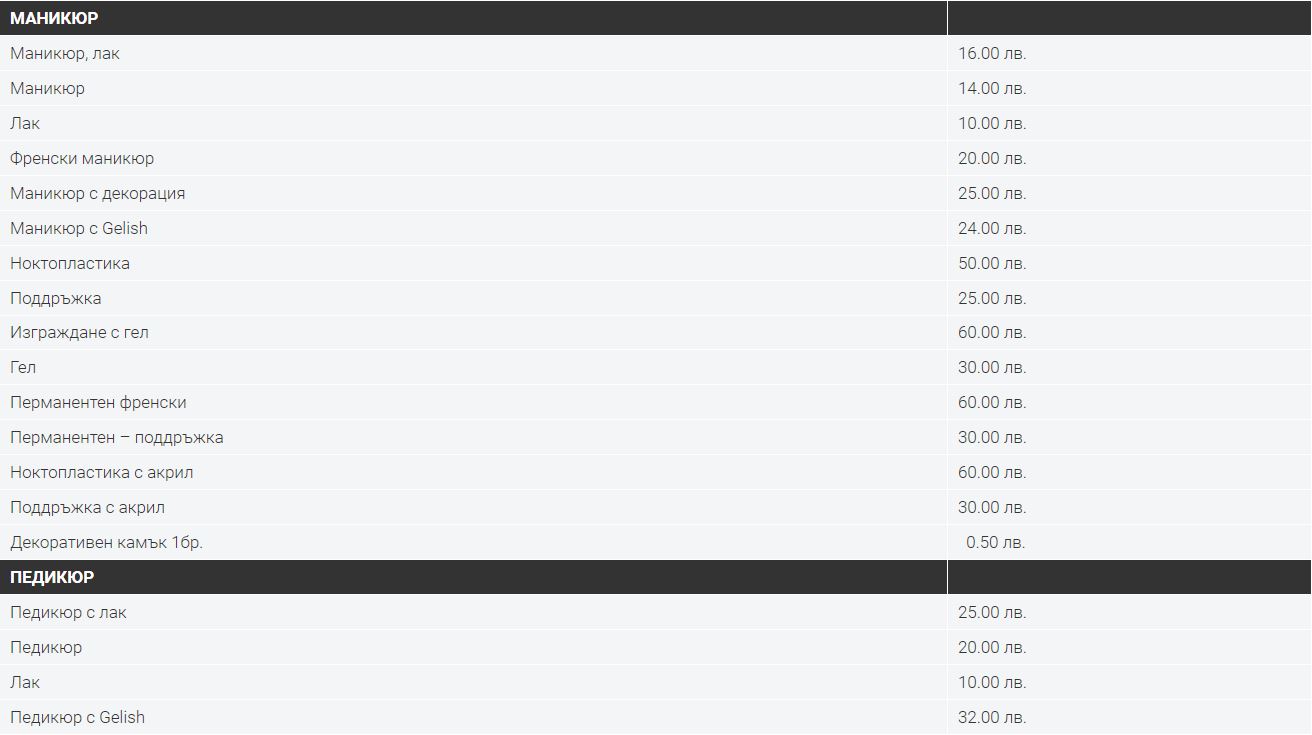 МАНИКЮР
Маникюр, лак 16.00 лв.
Маникюр 14.00 лв.
Лак 10.00 лв.
Френски маникюр 20.00 лв.
Маникюр с декорация 25.00 лв.
Маникюр с Gelish 24.00 лв.
Ноктопластика 50.00 лв.
Поддръжка 25.00 лв.
Изграждане с гел 60.00 лв.
Гел 30.00 лв.
Перманентен френски 60.00 лв.
Перманентен – поддръжка 30.00 лв.
Ноктопластика с акрил 60.00 лв.
Поддръжка с акрил 30.00 лв.
Декоративен камък 1бр. 0.50 лв.
ПЕДИКЮР
Педикюр с лак 25.00 лв.
Педикюр 20.00 лв.
Лак 10.00 лв.
Педикюр с Gelish 32.00 лв.